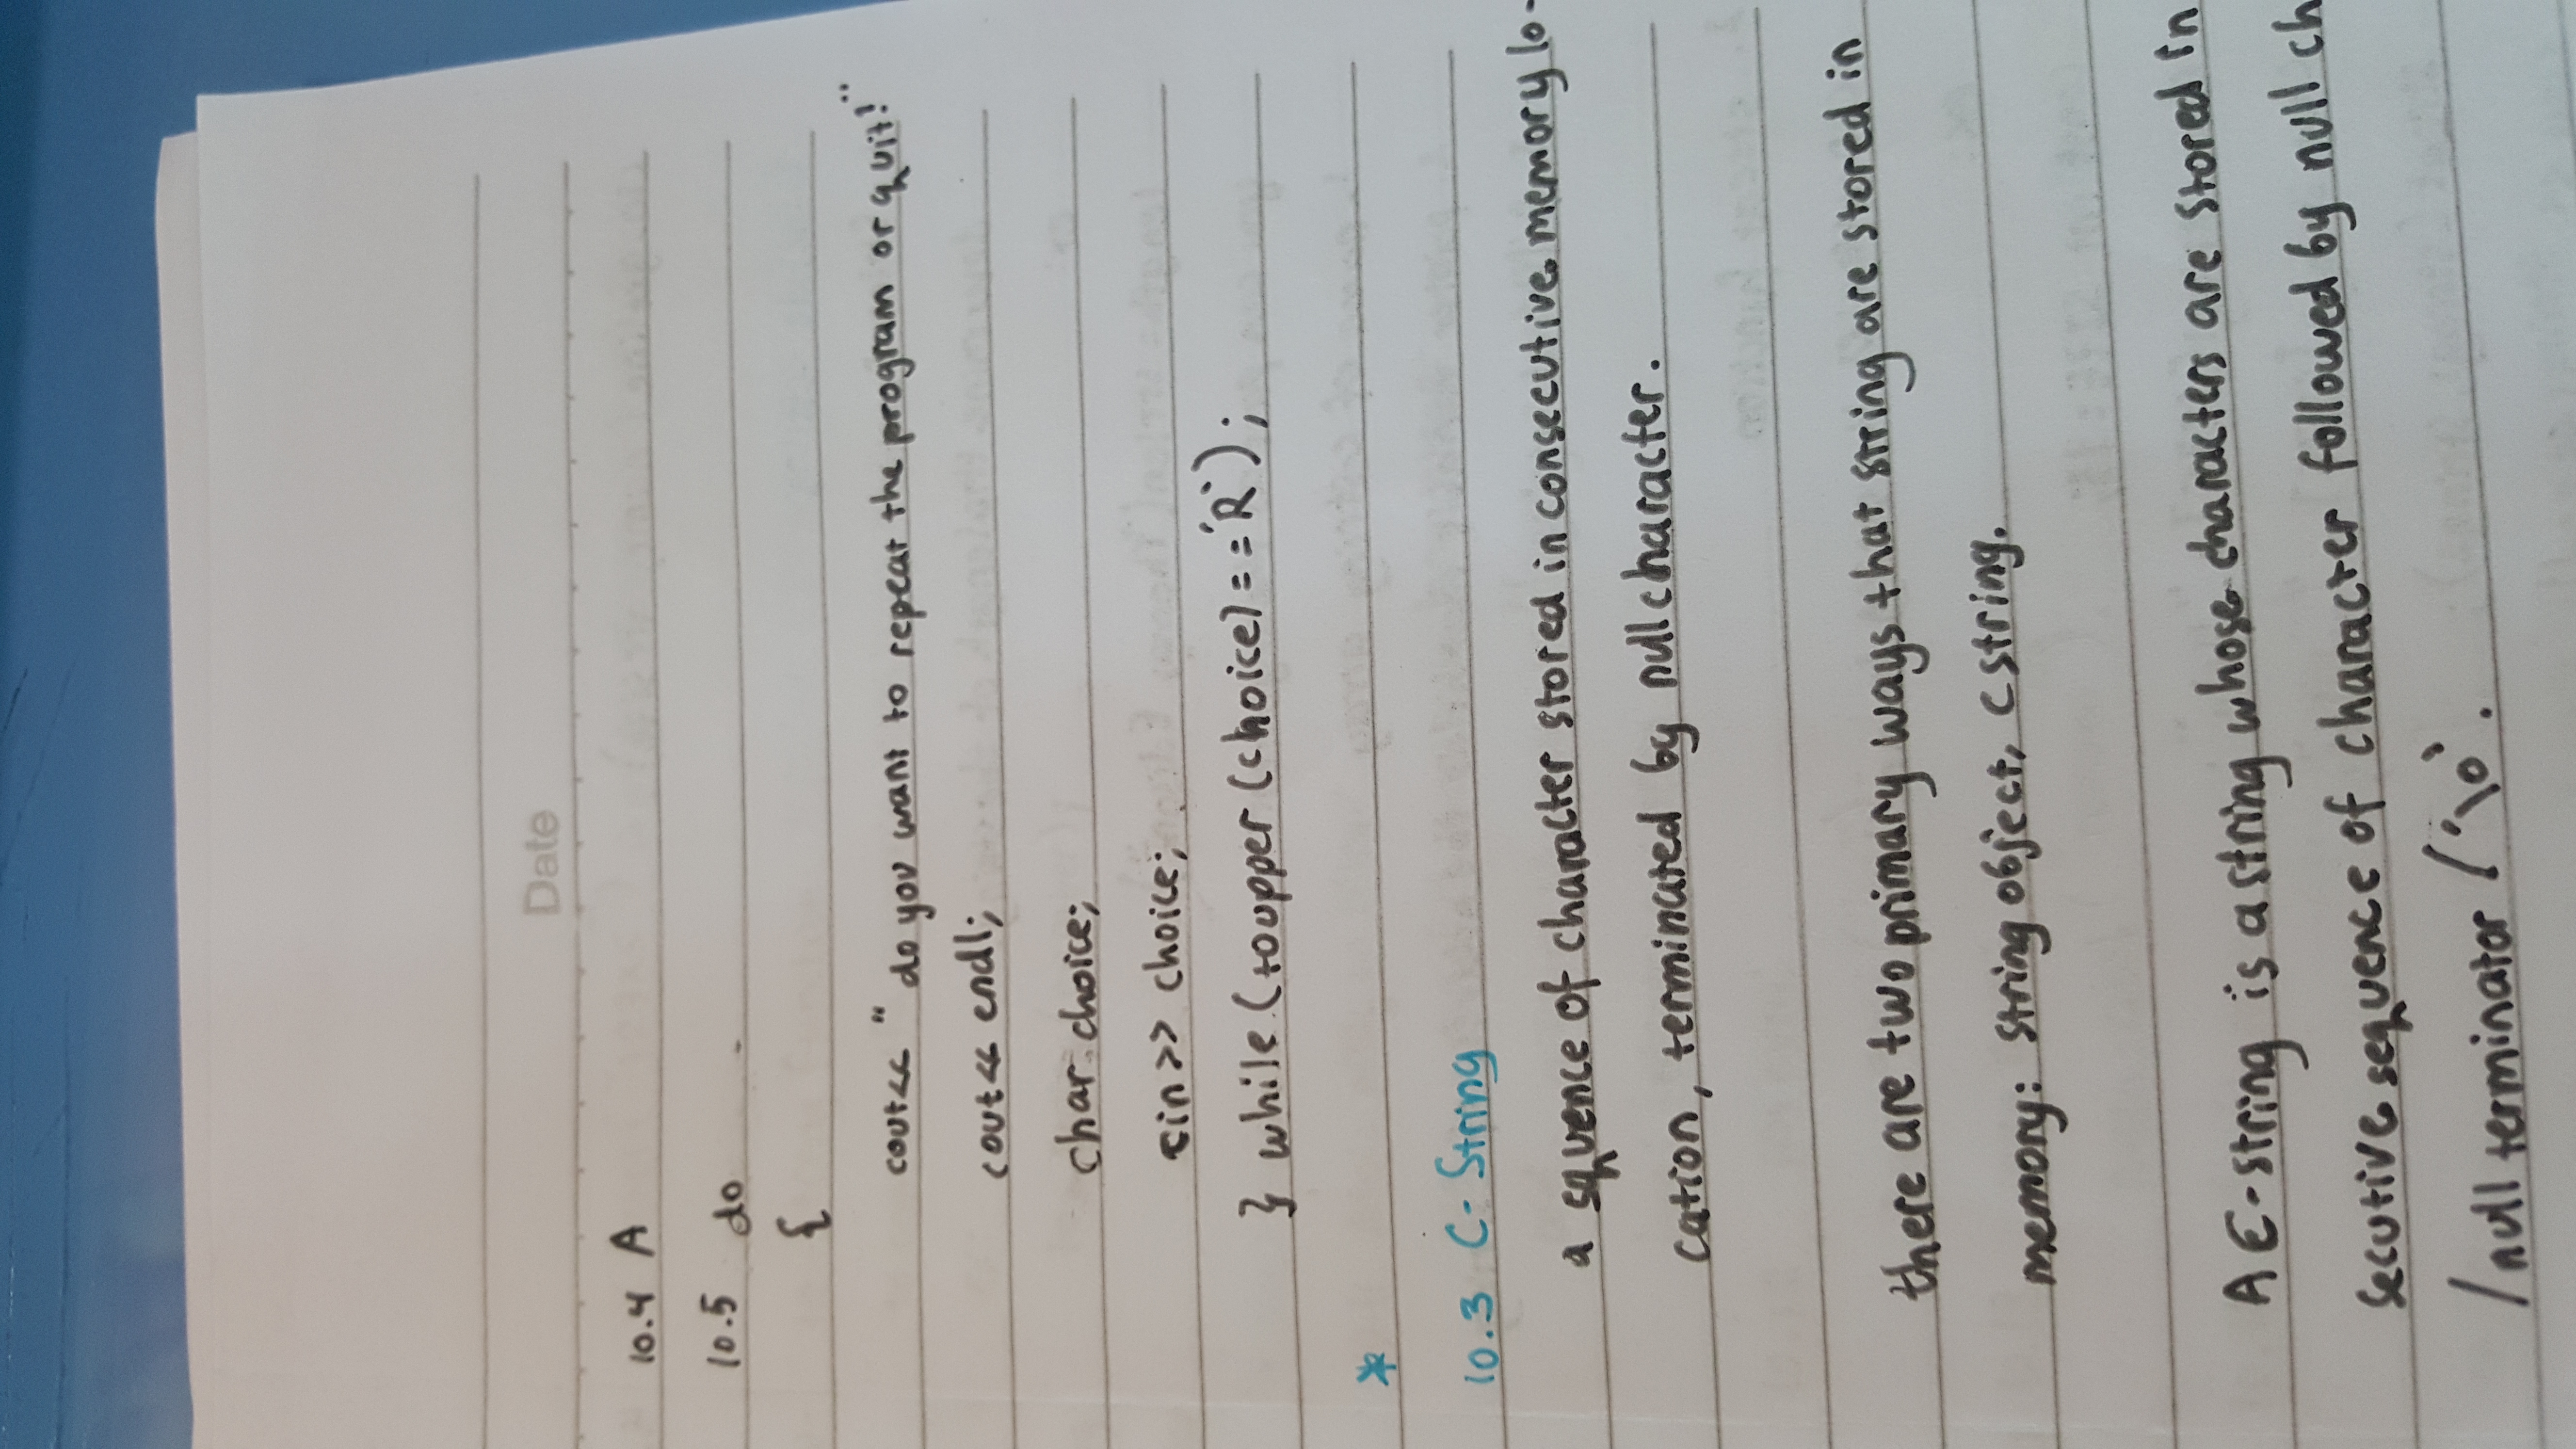 Date
10.4 A
10.5 do
{
cout<< "do you want to repeat the program or quit!"
cout<< endl;
char choice;
cin>> choice;
} while (toupper (choice) == 'R');
*
10.3 C-String
a squence of character stored in consecutive memory lo-
cation, terminated by null character.
there are two primary ways that string are stored in
memory: string object, cstring.
A C-string is a string whose characters are stored in
secutive sequence of character followed by null ch
/null terminator / '\0'.